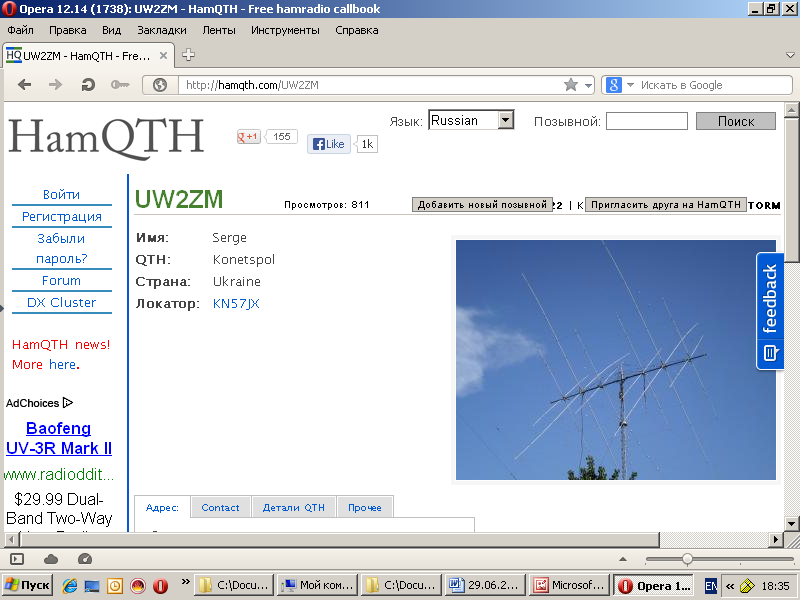 Opera 12.14 (1738): UW2ZM - HamQTH - Free hamradio callbook
Файл Правка Вид Закладки Ленты Инструменты Справка
HQ UW2ZM - HamQTH - Fre...
http://hamqth.com/UW2ZM
8 Искать в Google
HamQTH
g +1 155
Like 1k
Язык: Russian Позывной: Поиск
Войти
Регистрация
Забыли
пароль?
Forum
DX Cluster
HamQTH news!
More here.
AdChoices
Baofeng
UV-3R Mark II
www.radioddit...
$29.99 Dual-
Band Two-Way
UW2ZM Просмотров: 811 Добавить новый позывной 22 | K Пригласить друга на HamQTH TORM
Имя: Serge
QTH: Konetspol
Страна: Ukraine
Локатор: KN57JX
feedback
Адрес: Contact Детали QTH Прочее
Пуск » C:\Docu... Мой ком... C:\Docu... 29.06.2... Microsof... Opera 1... EN « 18:35